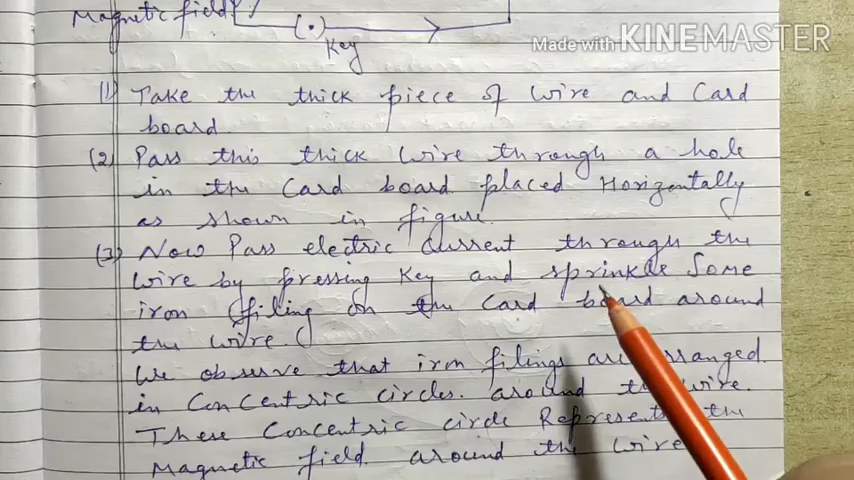 Magnetic field
(·)
Key
Made with KINEMASTER
(1) Take the thick piece of wire and Card
board.
(2) Pass this thick wire through a hole
in the Card board placed Horizontally
as shown in figure.
(3) Now Pass electric current through the
wire by pressing Key and sprinkle Some
iron filing on the Card board around
the wire.
We observe that iron filings are arranged.
in Concentric circles. around the wire.
These Concentric circle Represents the
Magnetic field. around the wire